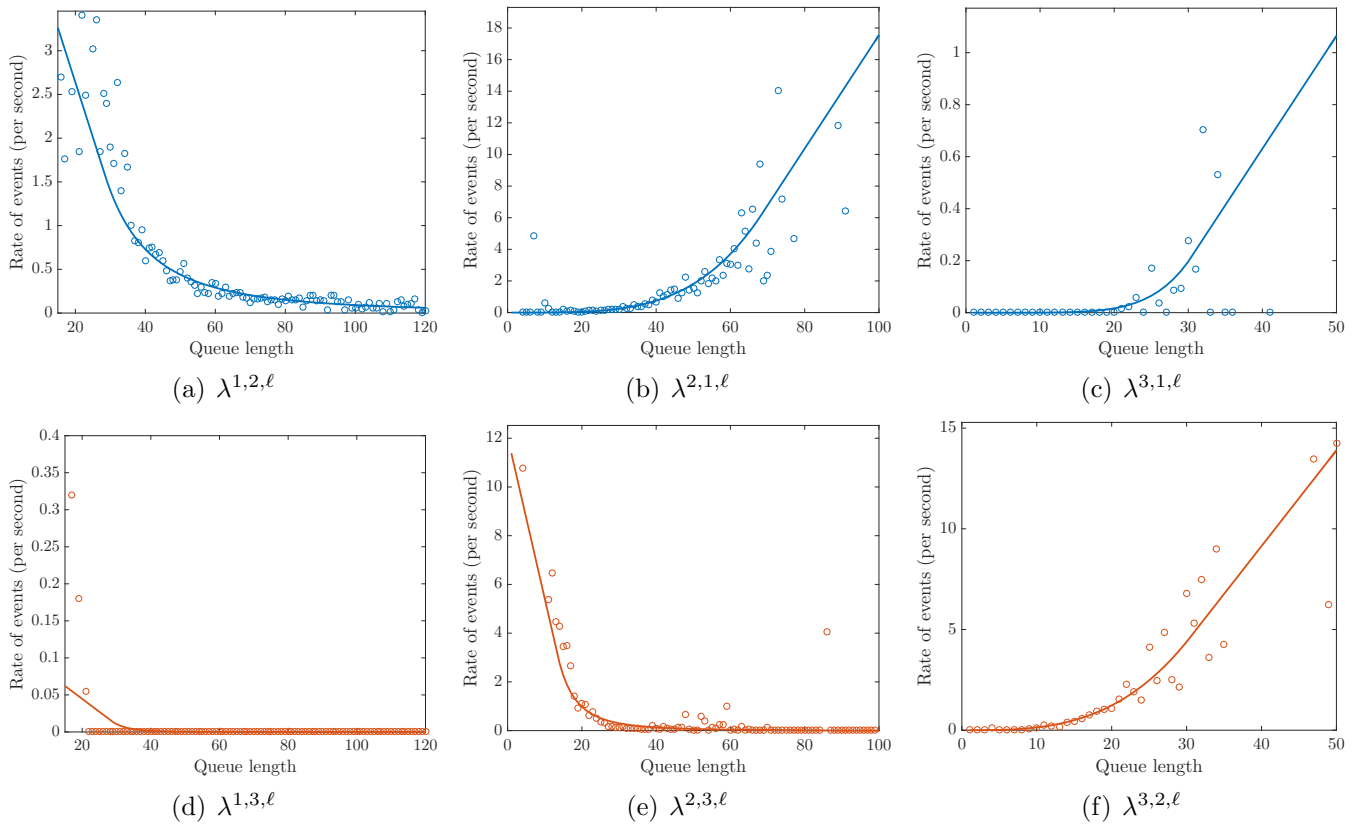 Rate of events (per second)
3
2.5
2
1.5
1
0.5
0
20 40 60 80 100 120
Queue length
(a) λ^{1,2,ℓ}
Rate of events (per second)
18
16
14
12
10
8
6
4
2
0
0 20 40 60 80 100
Queue length
(b) λ^{2,1,ℓ}
Rate of events (per second)
1
0.8
0.6
0.4
0.2
0
0 10 20 30 40 50
Queue length
(c) λ^{3,1,ℓ}
Rate of events (per second)
0.4
0.35
0.3
0.25
0.2
0.15
0.1
0.05
0
20 40 60 80 100 120
Queue length
(d) λ^{1,3,ℓ}
Rate of events (per second)
12
10
8
6
4
2
0
0 20 40 60 80 100
Queue length
(e) λ^{2,3,ℓ}
Rate of events (per second)
15
10
5
0
0 10 20 30 40 50
Queue length
(f) λ^{3,2,ℓ}